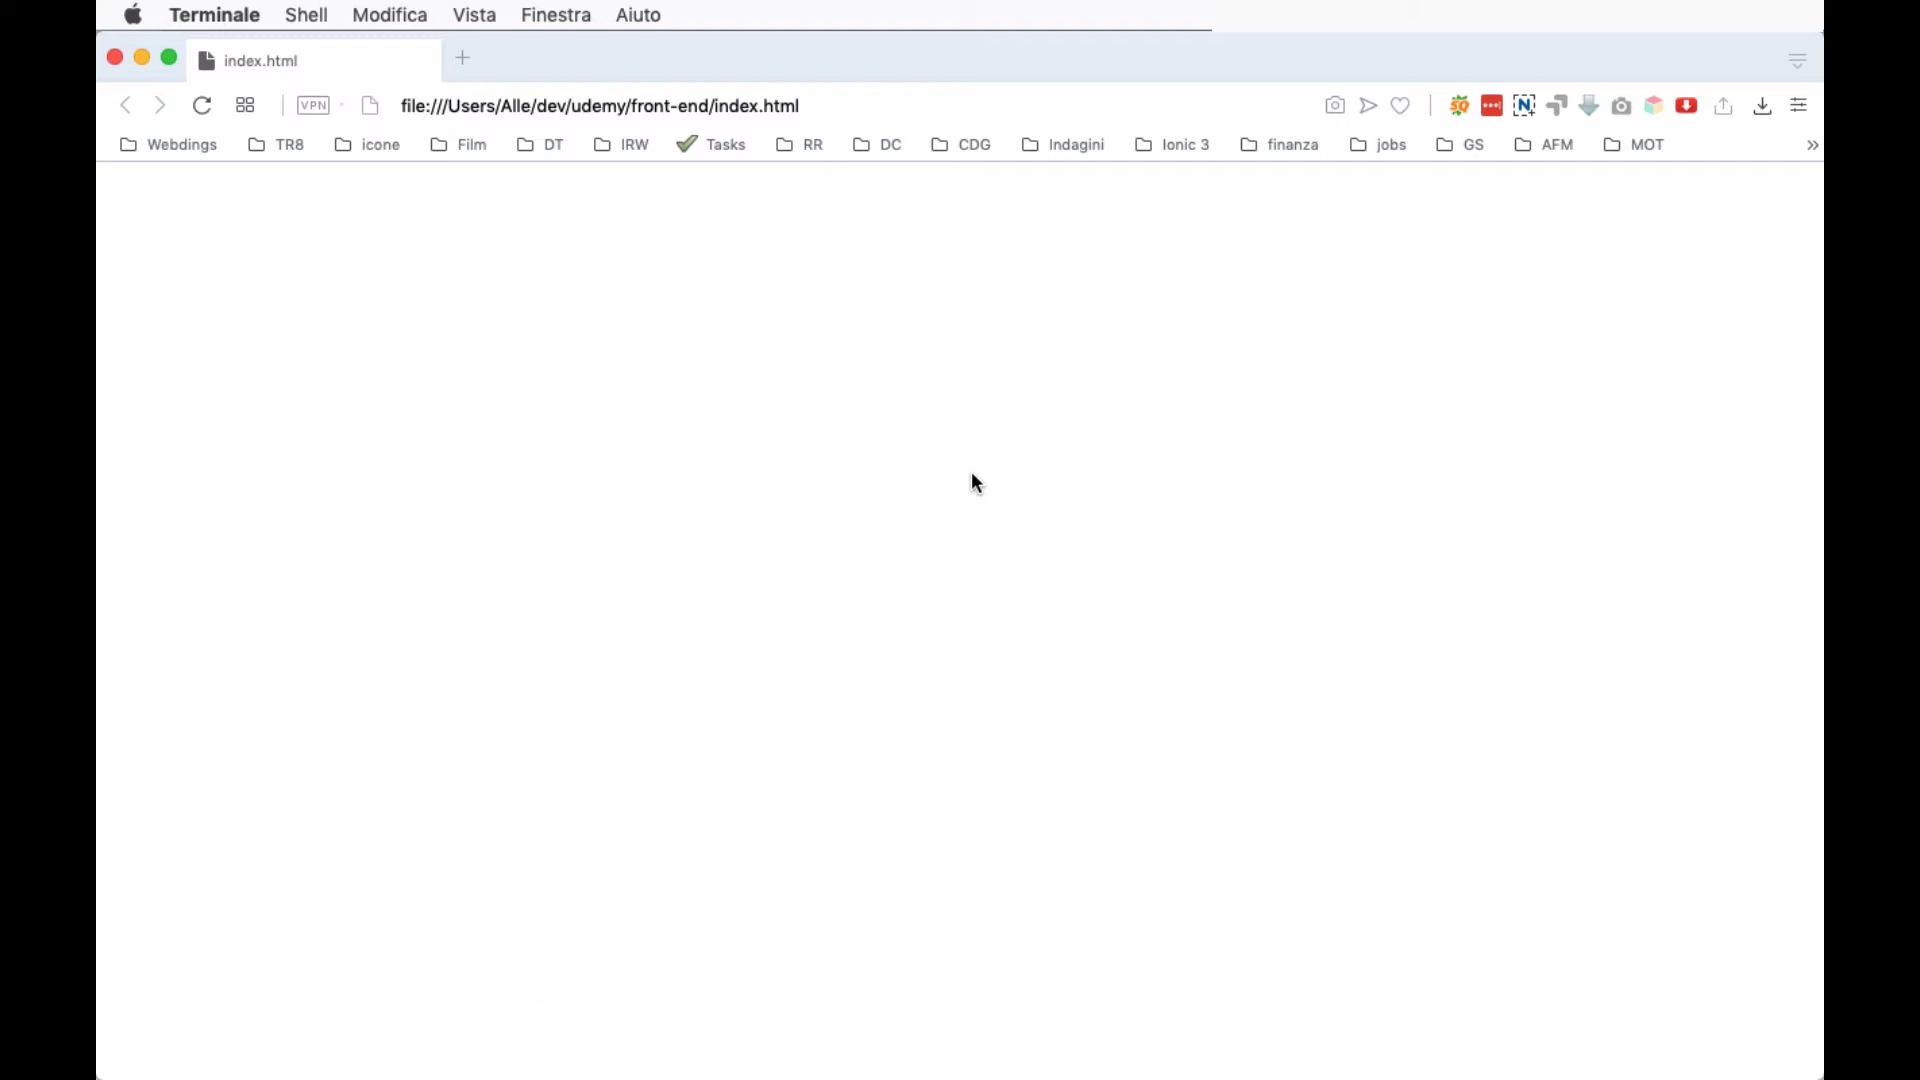 Terminale Shell Modifica Vista Finestra Aiuto
index.html
VPN file:///Users/Alle/dev/udemy/front-end/index.html
Webdings TR8 icone Film DT IRW Tasks RR DC CDG Indagini Ionic 3 finanza jobs GS AFM MOT